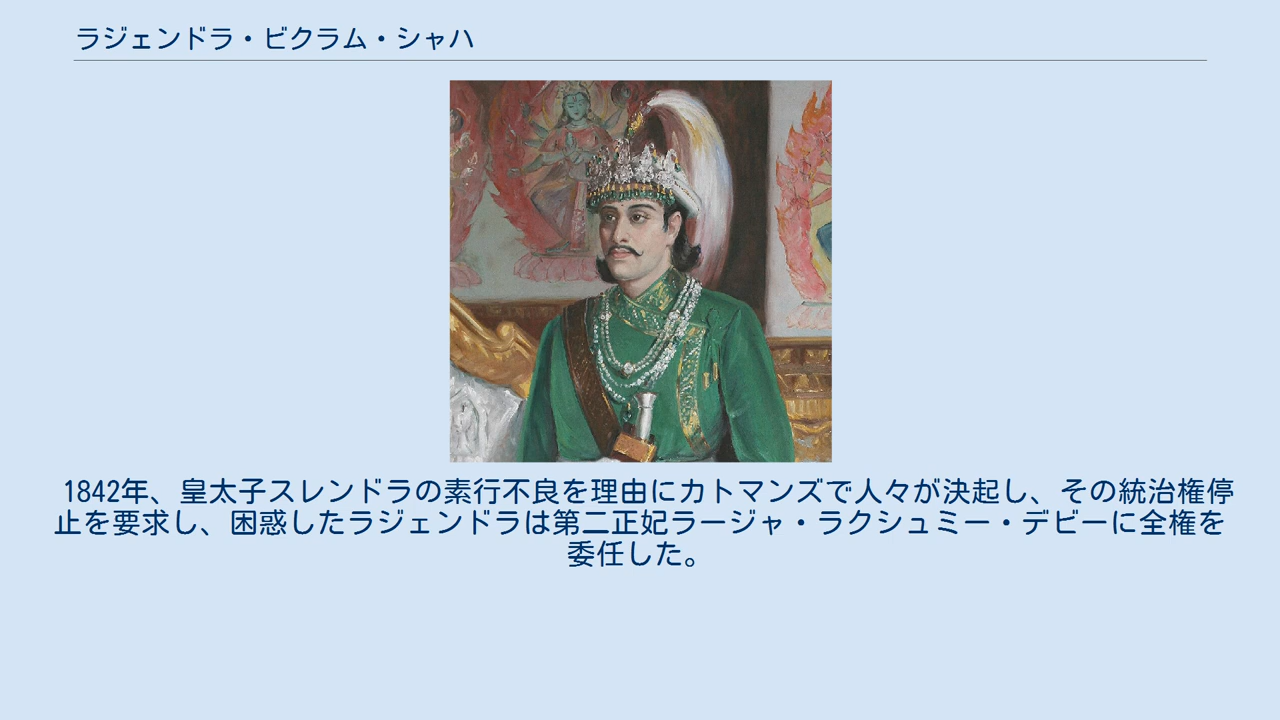 ラジェンドラ・ビクラム・シャハ
1842年、皇太子スレンドラの素行不良を理由にカトマンズで人々が決起し、その統治権停
止を要求し、困惑したラジェンドラは第二正妃ラージャ・ラクシュミー・デビーに全権を
委任した。